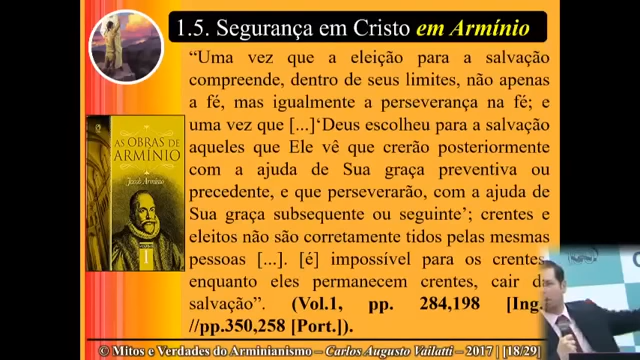 1.5. Segurança em Cristo em Armínio
“Uma vez que a eleição para a salvação
compreende, dentro de seus limites, não apenas
a fé, mas igualmente a perseverança na fé; e
uma vez que [...]‘Deus escolheu para a salvação
aqueles que Ele vê que crerão posteriormente
com a ajuda de Sua graça preventiva ou
precedente, e que perseverarão, com a ajuda de
Sua graça subsequente ou seguinte’; crentes e
eleitos não são corretamente tidos pelas mesmas
pessoas [...]. [é] impossível para os crentes,
enquanto eles permanecem crentes, cair da
salvação”. (Vol.1, pp. 284,198 [Ing.]
//pp.350,258 [Port.]).
AS OBRAS DE
ARMÍNIO
Jacó Armínio
I
© Mitos e Verdades do Arminianismo – Carlos Augusto Vailatti – 2017 | [18/29]